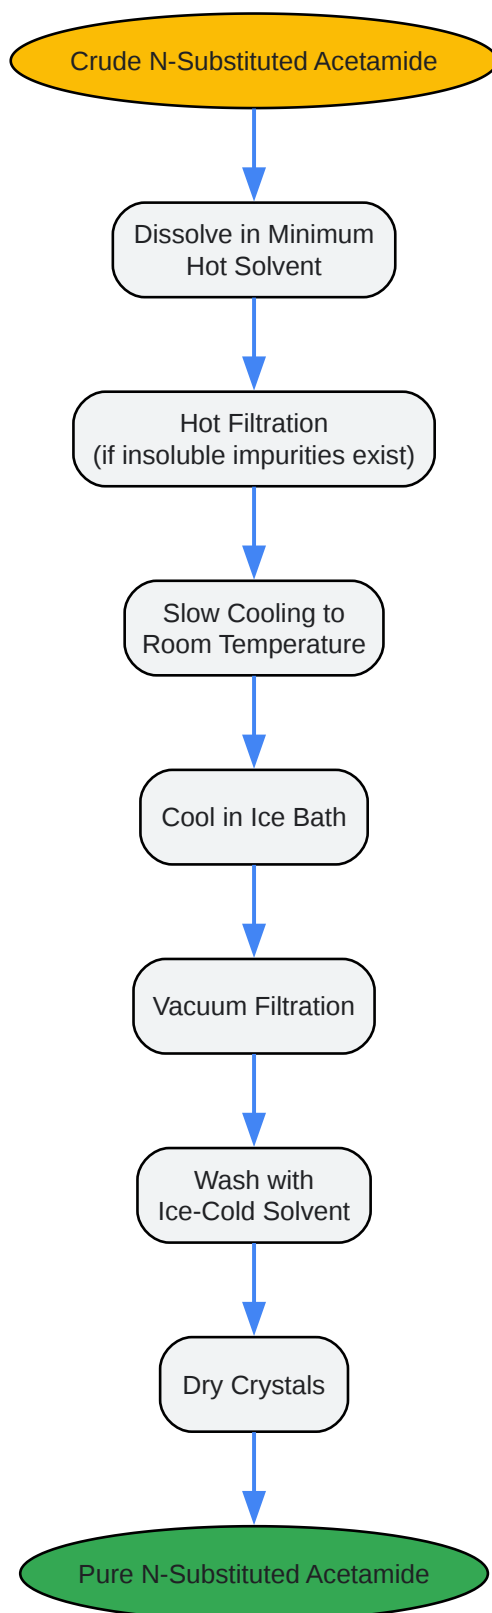 Crude N-Substituted Acetamide
Dissolve in Minimum
Hot Solvent
Hot Filtration
(if insoluble impurities exist)
Slow Cooling to
Room Temperature
Cool in Ice Bath
Vacuum Filtration
Wash with
Ice-Cold Solvent
Dry Crystals
Pure N-Substituted Acetamide